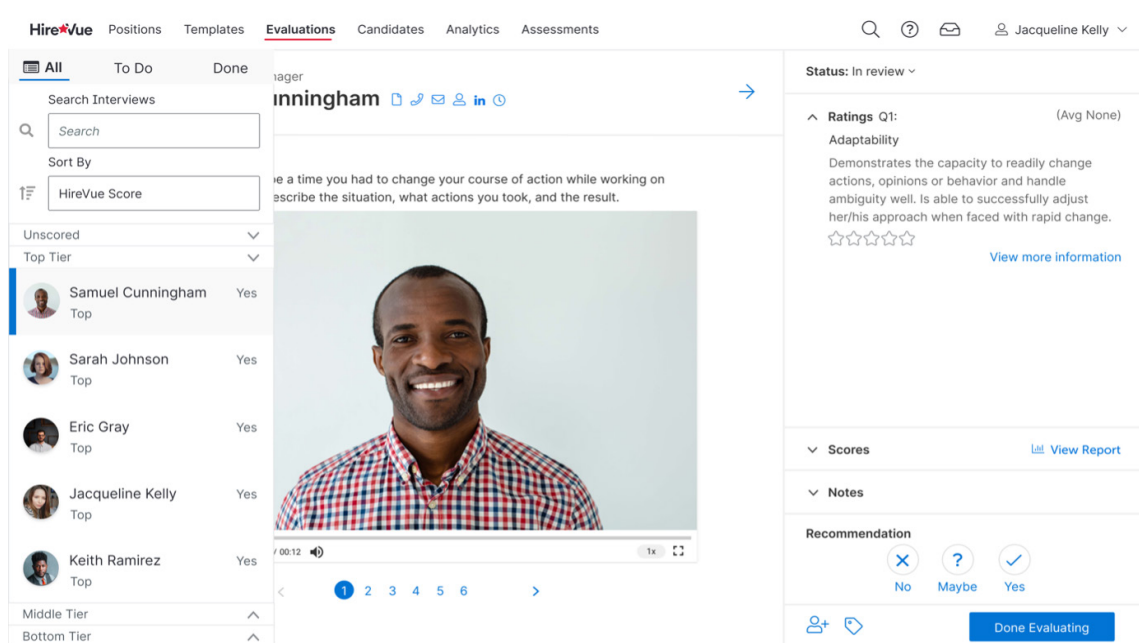 HireVue Positions Templates Evaluations Candidates Analytics Assessments Jacqueline Kelly
All To Do Done
Search Interviews
Search
Sort By
HireVue Score
Unscored
Top Tier
Samuel Cunningham Yes
Top
Sarah Johnson Yes
Top
Eric Gray Yes
Top
Jacqueline Kelly Yes
Top
Keith Ramirez Yes
Top
Middle Tier
Bottom Tier
nager
unningham in
be a time you had to change your course of action while working on
escribe the situation, what actions you took, and the result.
/ 00:12 1x
1 2 3 4 5 6
Status: In review
Ratings Q1: (Avg None)
Adaptability
Demonstrates the capacity to readily change
actions, opinions or behavior and handle
ambiguity well. Is able to successfully adjust
her/his approach when faced with rapid change.
View more information
Scores View Report
Notes
Recommendation
? 
No Maybe Yes
Done Evaluating